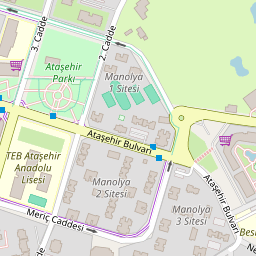 3. Cadde
2. Cadde
Ataşehir
Parkı
Manolya
1 Sitesi
Ataşehir Bulvarı
TEB Ataşehir
Anadolu
Lisesi
Manolya
2 Sitesi
Manolya
3 Sitesi
Ataşehir Bulvarı
Meriç Caddesi